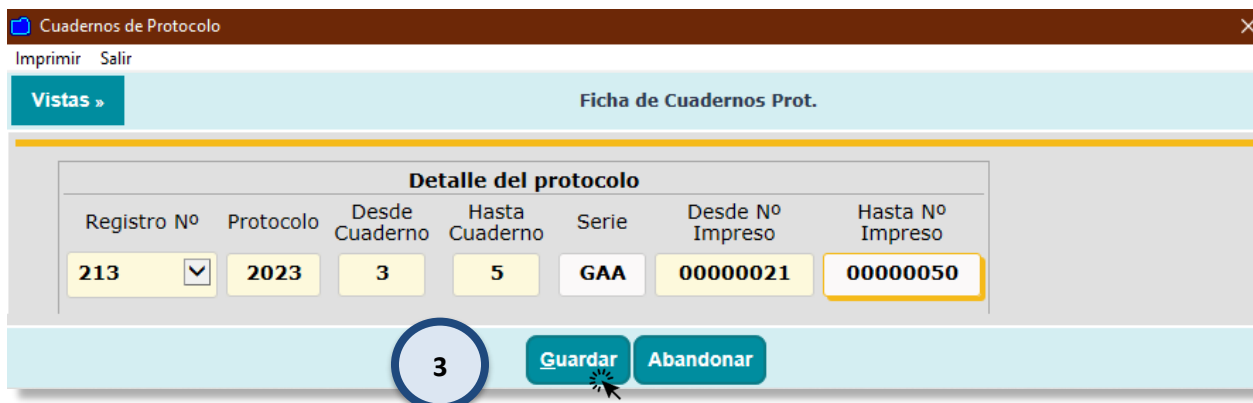 Cuadernos de Protocolo
Imprimir Salir
Vistas »
Ficha de Cuadernos Prot.
Detalle del protocolo
Registro Nº Protocolo Desde Cuaderno Hasta Cuaderno Serie Desde Nº Impreso Hasta Nº Impreso
213 2023 3 5 GAA 00000021 00000050
3 Guardar Abandonar